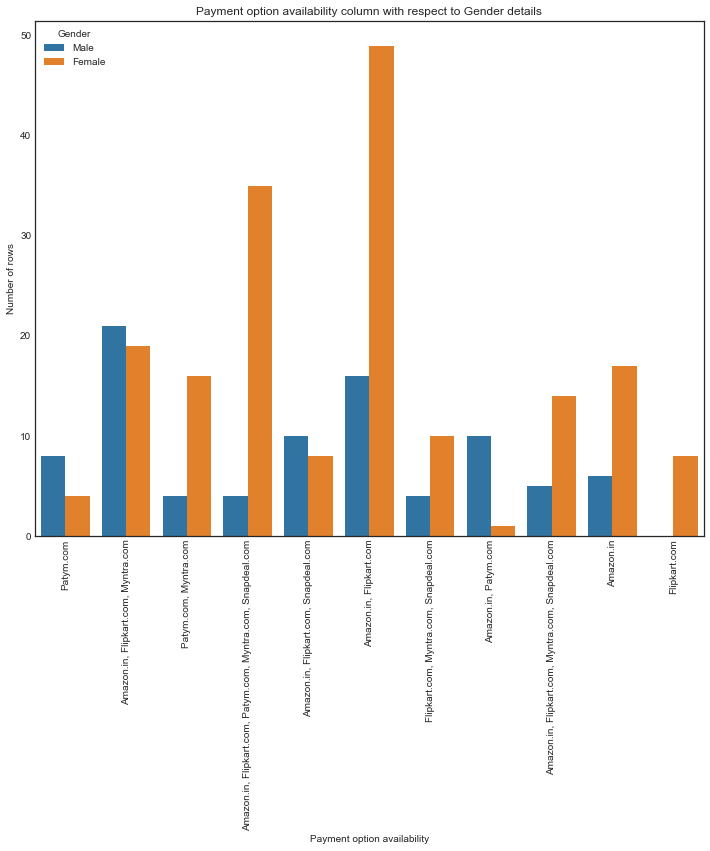 Payment option availability column with respect to Gender details
Gender
Male
Female
Number of rows
50
40
30
20
10
0
Patym.com
Amazon.in, Flipkart.com, Myntra.com
Patym.com, Myntra.com
Amazon.in, Flipkart.com, Patym.com, Myntra.com, Snapdeal.com
Amazon.in, Flipkart.com, Snapdeal.com
Amazon.in, Flipkart.com
Flipkart.com, Myntra.com, Snapdeal.com
Amazon.in, Patym.com
Amazon.in, Flipkart.com, Myntra.com, Snapdeal.com
Amazon.in
Flipkart.com
Payment option availability